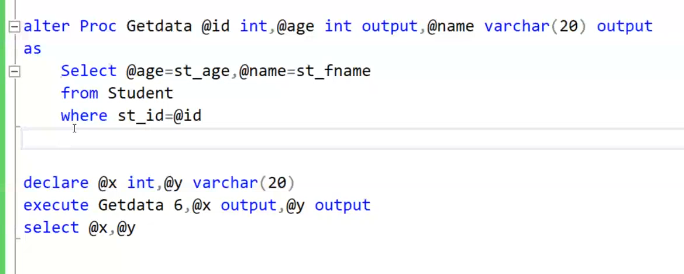 alter Proc Getdata @id int,@age int output,@name varchar(20) output
as
Select @age=st_age,@name=st_fname
from Student
where st_id=@id
declare @x int,@y varchar(20)
execute Getdata 6,@x output,@y output
select @x,@y